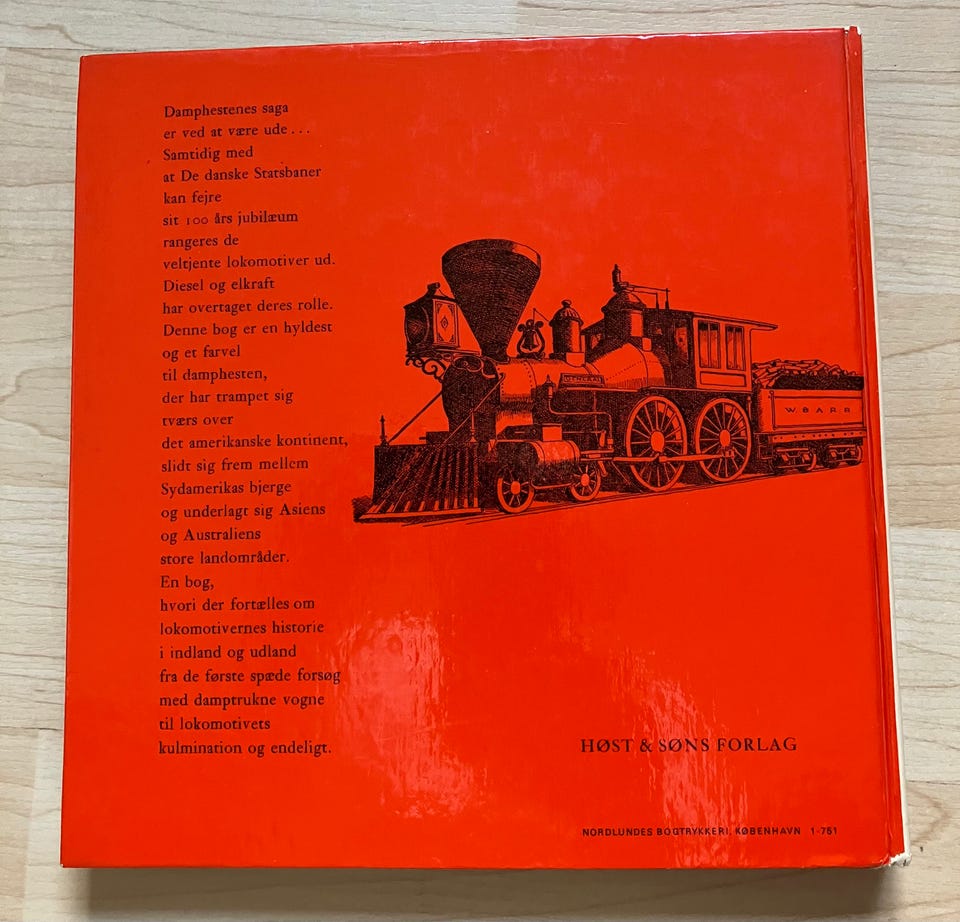 Damphestenes saga
er ved at være ude...
Samtidig med
at De danske Statsbaner
kan fejre
sit 100 års jubilæum
rangeres de
veltjente lokomotiver ud.
Diesel og elkraft
har overtaget deres rolle.
Denne bog er en hyldest
og et farvel
til damphesten,
der har trampet sig
tværs over
det amerikanske kontinent,
slidt sig frem mellem
Sydamerikas bjerge
og underlagt sig Asiens
og Australiens
store landområder.
En bog,
hvori der fortælles om
lokomotivernes historie
i indland og udland
fra de første spæde forsøg
med damptrukne vogne
til lokomotivets
kulmination og endeligt.
GENERAL
W. & A. R. R.
HØST & SØNS FORLAG
NORDLUNDES BOGTRYKKERI, KØBENHAVN 1-751